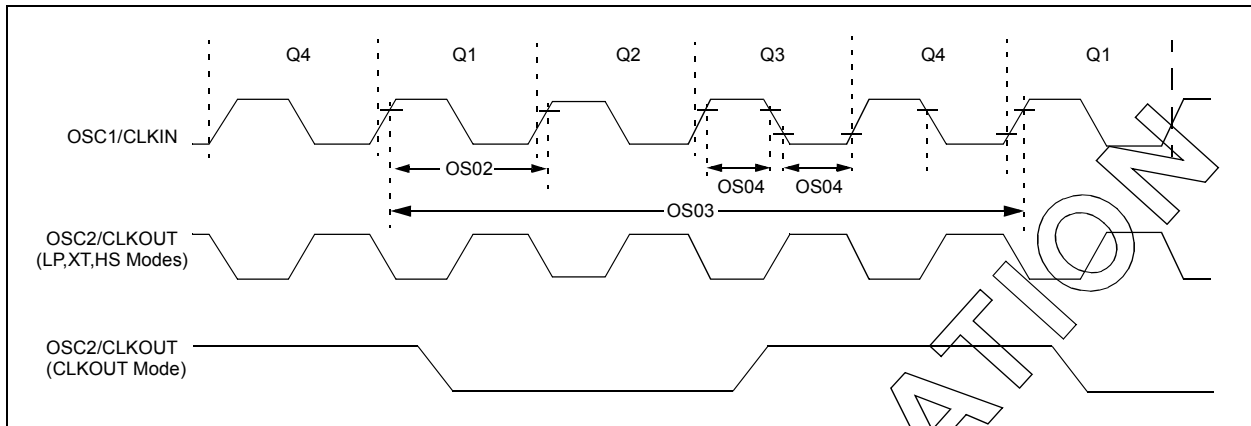 Q4 Q1 Q2 Q3 Q4 Q1
OSC1/CLKIN
OS02
OS04 OS04
OS03
OSC2/CLKOUT
(LP,XT,HS Modes)
OSC2/CLKOUT
(CLKOUT Mode)
ATION